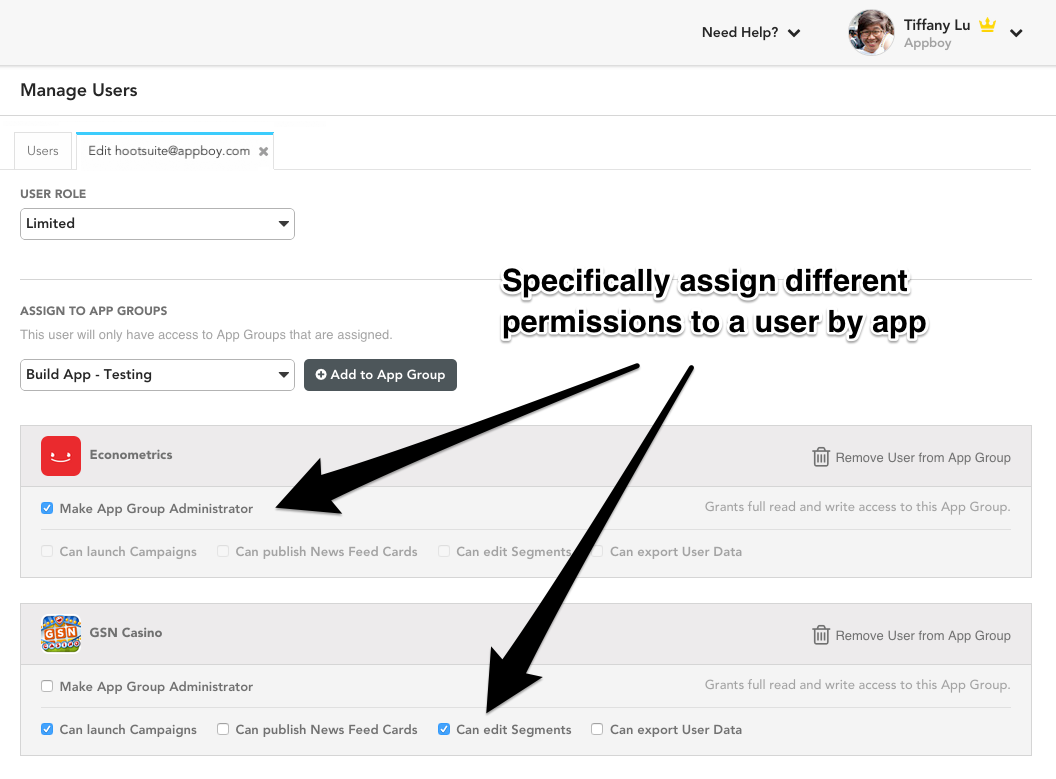 Need Help?
Tiffany Lu
Appboy
Manage Users
Users
Edit hootsuite@appboy.com
USER ROLE
Limited
Specifically assign different
permissions to a user by app
ASSIGN TO APP GROUPS
This user will only have access to App Groups that are assigned.
Build App - Testing
Add to App Group
Econometrics
Remove User from App Group
Make App Group Administrator
Grants full read and write access to this App Group.
Can launch Campaigns Can publish News Feed Cards Can edit Segments Can export User Data
GSN CASINO
GSN Casino
Remove User from App Group
Make App Group Administrator
Grants full read and write access to this App Group.
Can launch Campaigns Can publish News Feed Cards Can edit Segments Can export User Data